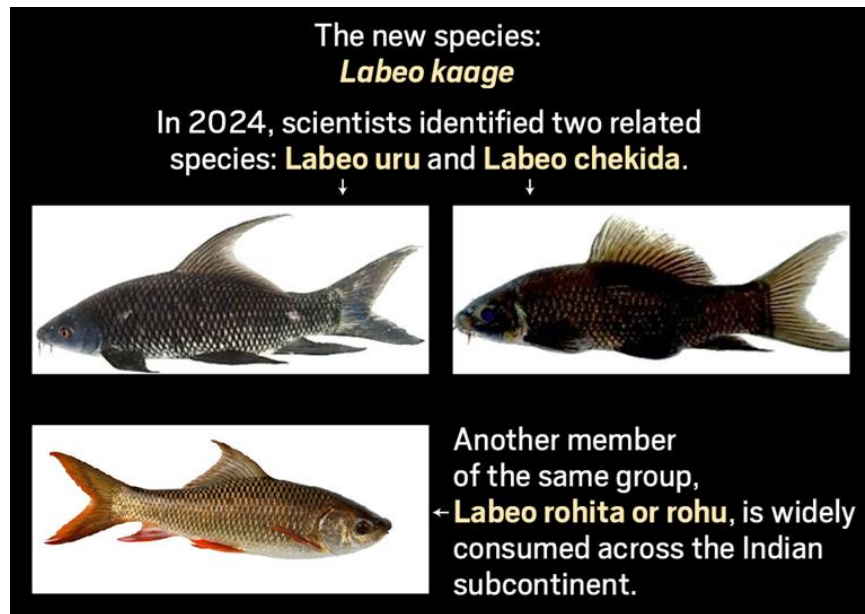 The new species:
Labeo kaage
In 2024, scientists identified two related
species: Labeo uru and Labeo chekida.
Another member
of the same group,
Labeo rohita or rohu, is widely
consumed across the Indian
subcontinent.